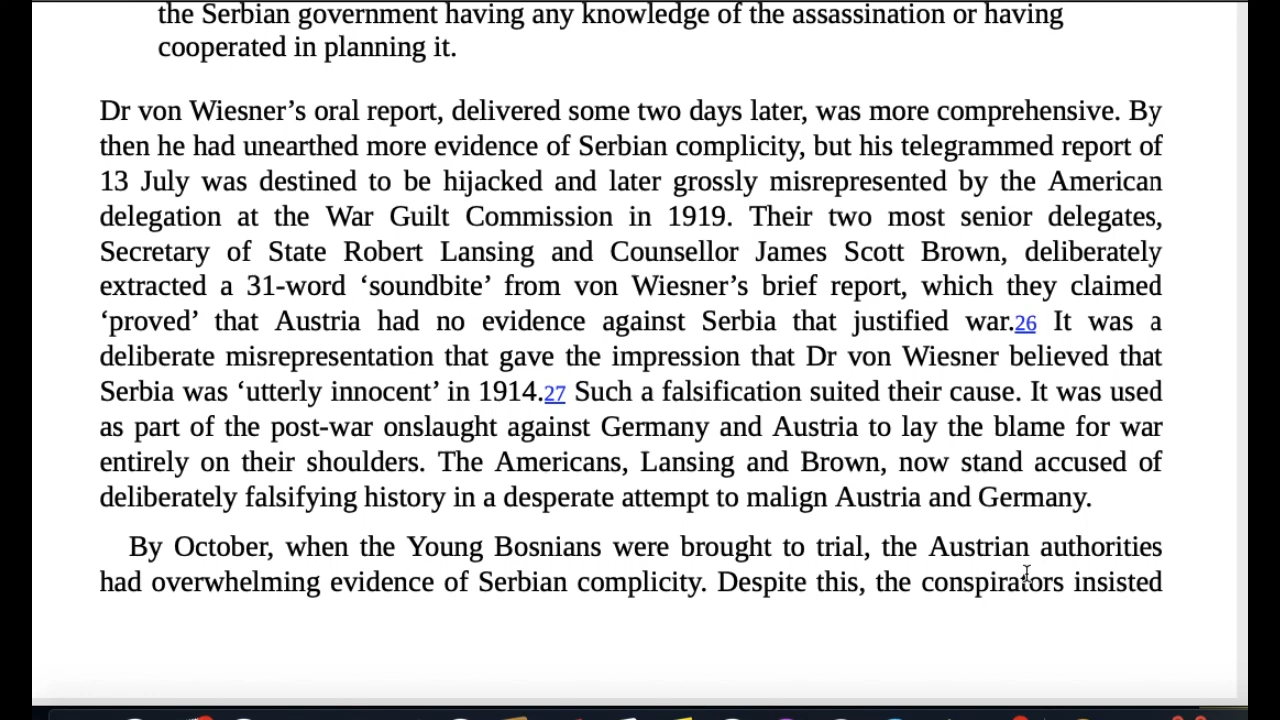 the Serbian government having any knowledge of the assassination or having
cooperated in planning it.
Dr von Wiesner’s oral report, delivered some two days later, was more comprehensive. By
then he had unearthed more evidence of Serbian complicity, but his telegrammed report of
13 July was destined to be hijacked and later grossly misrepresented by the American
delegation at the War Guilt Commission in 1919. Their two most senior delegates,
Secretary of State Robert Lansing and Counsellor James Scott Brown, deliberately
extracted a 31-word ‘soundbite’ from von Wiesner’s brief report, which they claimed
‘proved’ that Austria had no evidence against Serbia that justified war.26 It was a
deliberate misrepresentation that gave the impression that Dr von Wiesner believed that
Serbia was ‘utterly innocent’ in 1914.27 Such a falsification suited their cause. It was used
as part of the post-war onslaught against Germany and Austria to lay the blame for war
entirely on their shoulders. The Americans, Lansing and Brown, now stand accused of
deliberately falsifying history in a desperate attempt to malign Austria and Germany.
By October, when the Young Bosnians were brought to trial, the Austrian authorities
had overwhelming evidence of Serbian complicity. Despite this, the conspirators insisted